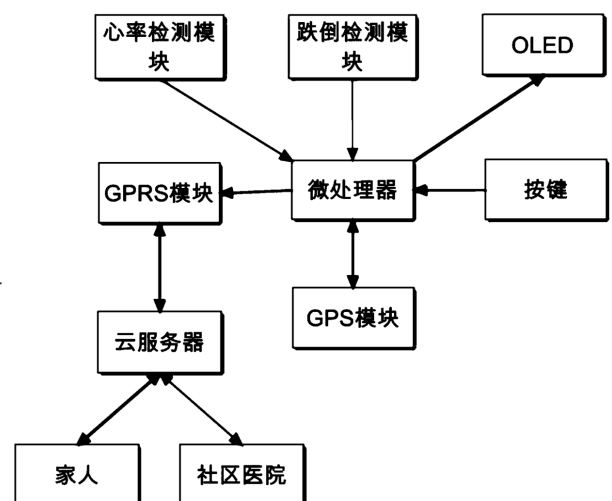 心率检测模
块
跌倒检测模
块
OLED
GPRS模块
微处理器
按键
GPS模块
云服务器
家人
社区医院